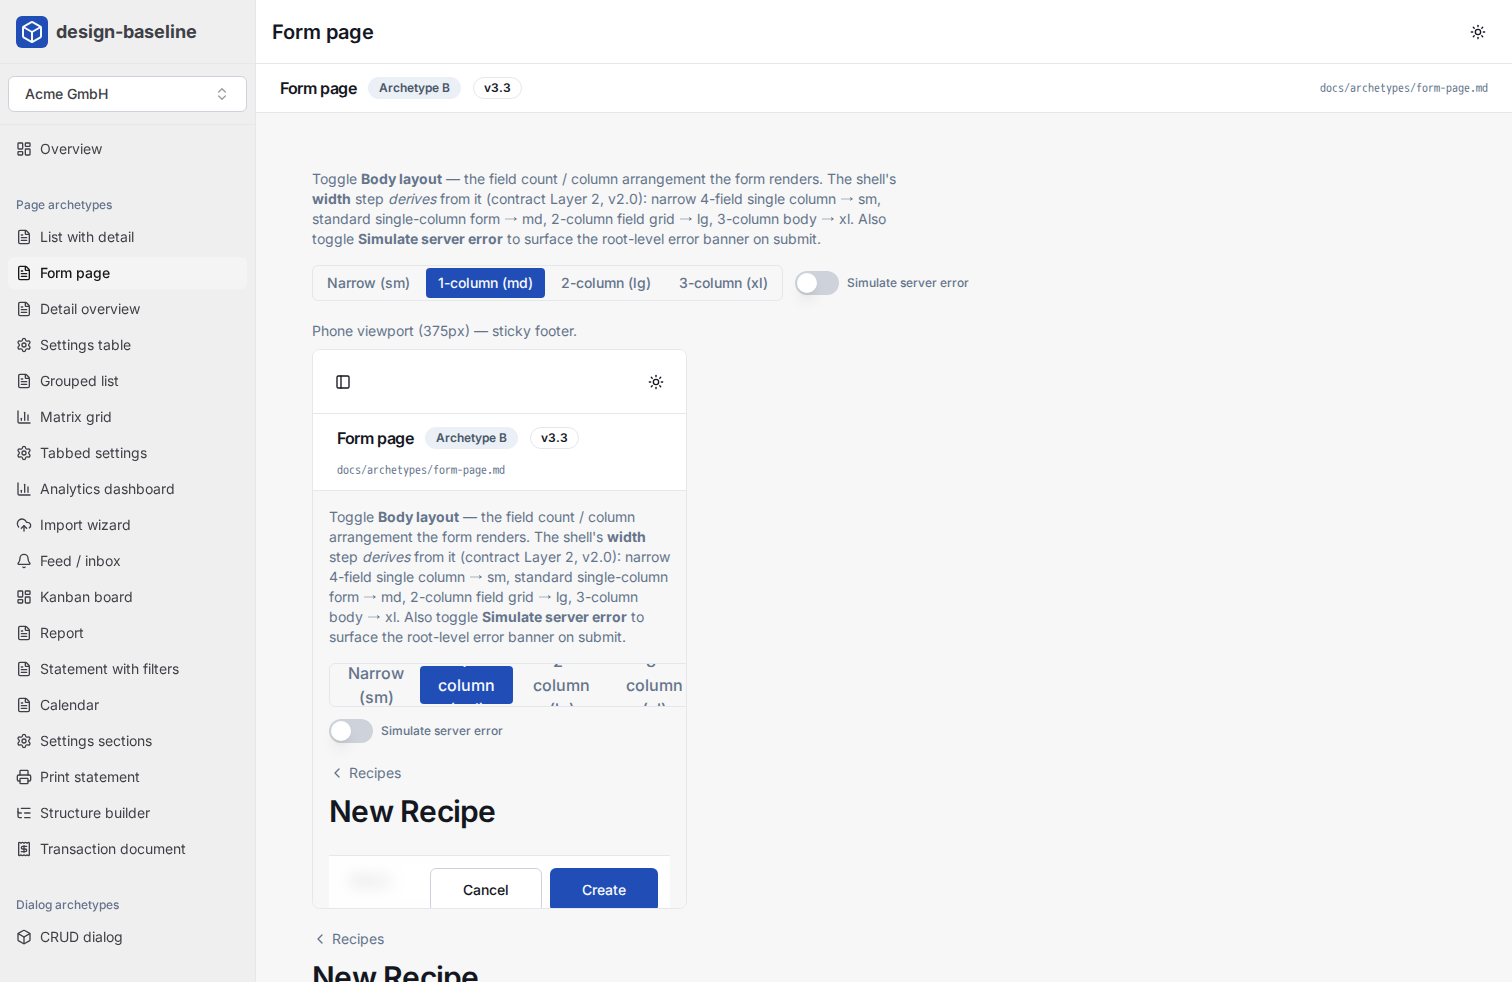 design-baseline
Form page
Acme GmbH
Form page
Archetype B
v3.3
docs/archetypes/form-page.md
Overview
Page archetypes
List with detail
Form page
Detail overview
Settings table
Grouped list
Matrix grid
Tabbed settings
Analytics dashboard
Import wizard
Feed / inbox
Kanban board
Report
Statement with filters
Calendar
Settings sections
Print statement
Structure builder
Transaction document
Dialog archetypes
CRUD dialog
Toggle Body layout — the field count / column arrangement the form renders. The shell's
width step derives from it (contract Layer 2, v2.0): narrow 4-field single column → sm,
standard single-column form → md, 2-column field grid → lg, 3-column body → xl. Also
toggle Simulate server error to surface the root-level error banner on submit.
Narrow (sm)
1-column (md)
2-column (lg)
3-column (xl)
Simulate server error
Phone viewport (375px) — sticky footer.
Form page
Archetype B
v3.3
docs/archetypes/form-page.md
Toggle Body layout — the field count / column
arrangement the form renders. The shell's width
step derives from it (contract Layer 2, v2.0): narrow
4-field single column → sm, standard single-column
form → md, 2-column field grid → lg, 3-column
body → xl. Also toggle Simulate server error to
surface the root-level error banner on submit.
Narrow
(sm)
column
column
column
Simulate server error
Recipes
New Recipe
Cancel
Create
Recipes
New Recipe